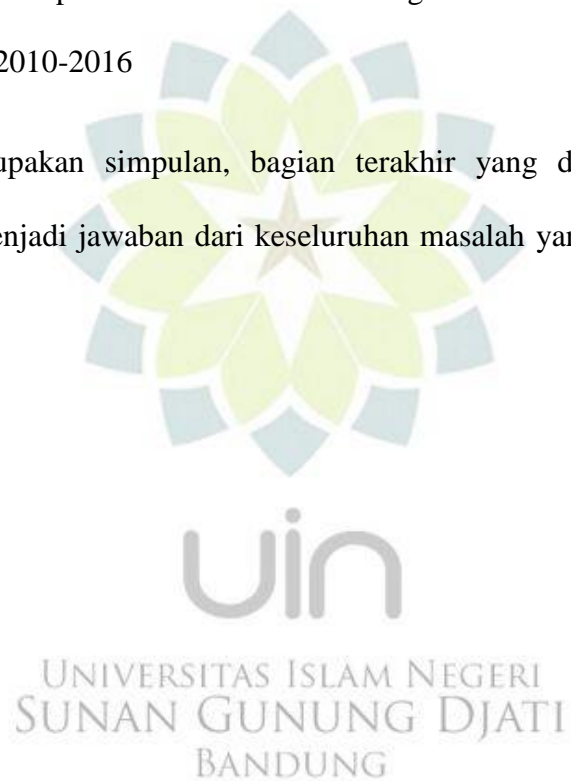 2010-2016
upakan simpulan, bagian terakhir yang d
enjadi jawaban dari keseluruhan masalah yan
uin
UNIVERSITAS ISLAM NEGERI
SUNAN GUNUNG DJATI
BANDUNG